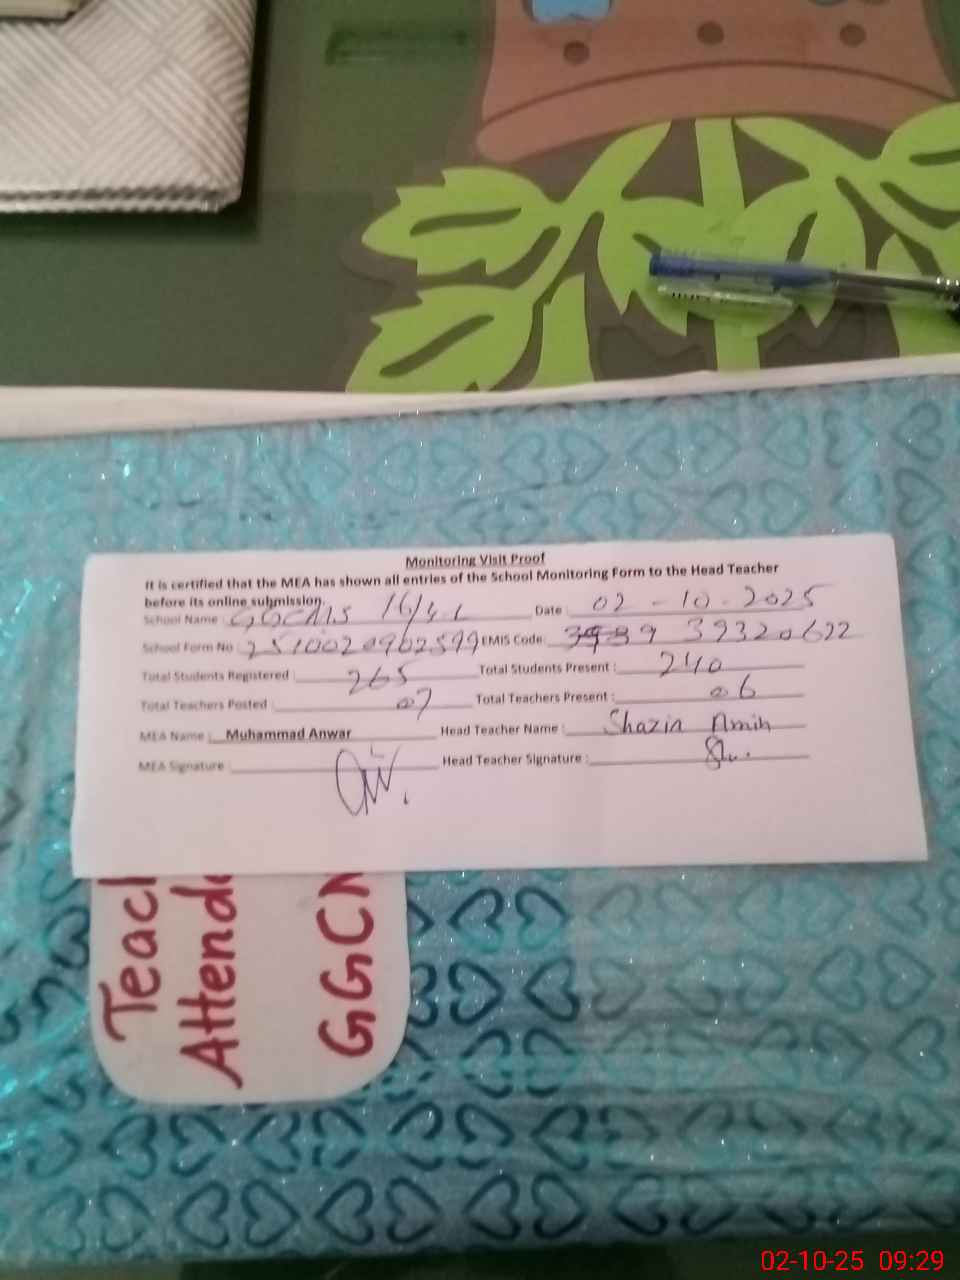 Monitoring Visit Proof
It is certified that the MEA has shown all entries of the School Monitoring Form to the Head Teacher
before its online submission.
School Name : GGCMS 16/4.L Date : 02 - 10 - 2025
School Form No : 2510020902599 EMIS Code: 39320622
Total Students Registered : 265 Total Students Present : 240
Total Teachers Posted : 07 Total Teachers Present : 06
MEA Name : Muhammad Anwar Head Teacher Name : Shazia Amin
MEA Signature : Head Teacher Signature :
Teach
Attend
GGCM
02-10-25 09:29